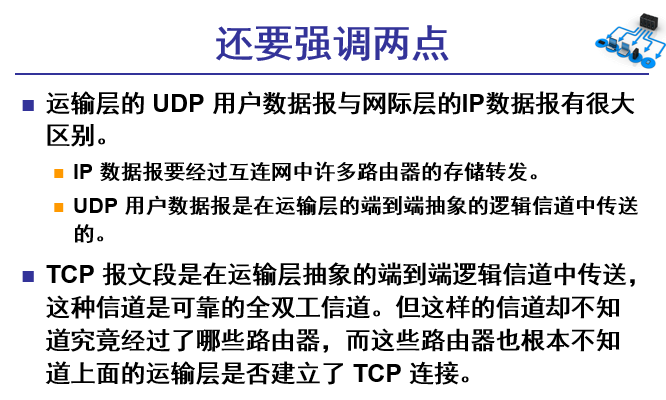 还要强调两点
运输层的 UDP 用户数据报与网际层的IP数据报有很大
区别。
IP 数据报要经过互连网中许多路由器的存储转发。
UDP 用户数据报是在运输层的端到端抽象的逻辑信道中传送
的。
TCP 报文段是在运输层抽象的端到端逻辑信道中传送，
这种信道是可靠的全双工信道。但这样的信道却不知
道究竟经过了哪些路由器，而这些路由器也根本不知
道上面的运输层是否建立了 TCP 连接。